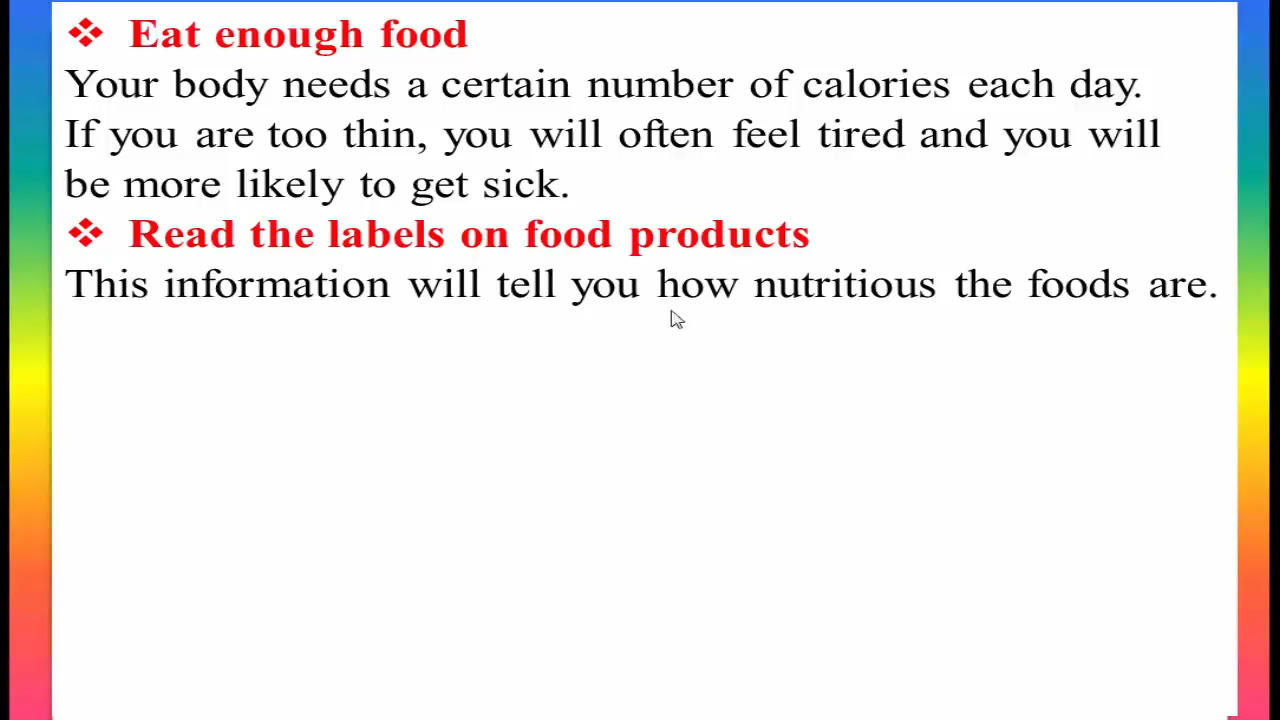 ❖ Eat enough food
Your body needs a certain number of calories each day.
If you are too thin, you will often feel tired and you will
be more likely to get sick.
❖ Read the labels on food products
This information will tell you how nutritious the foods are.